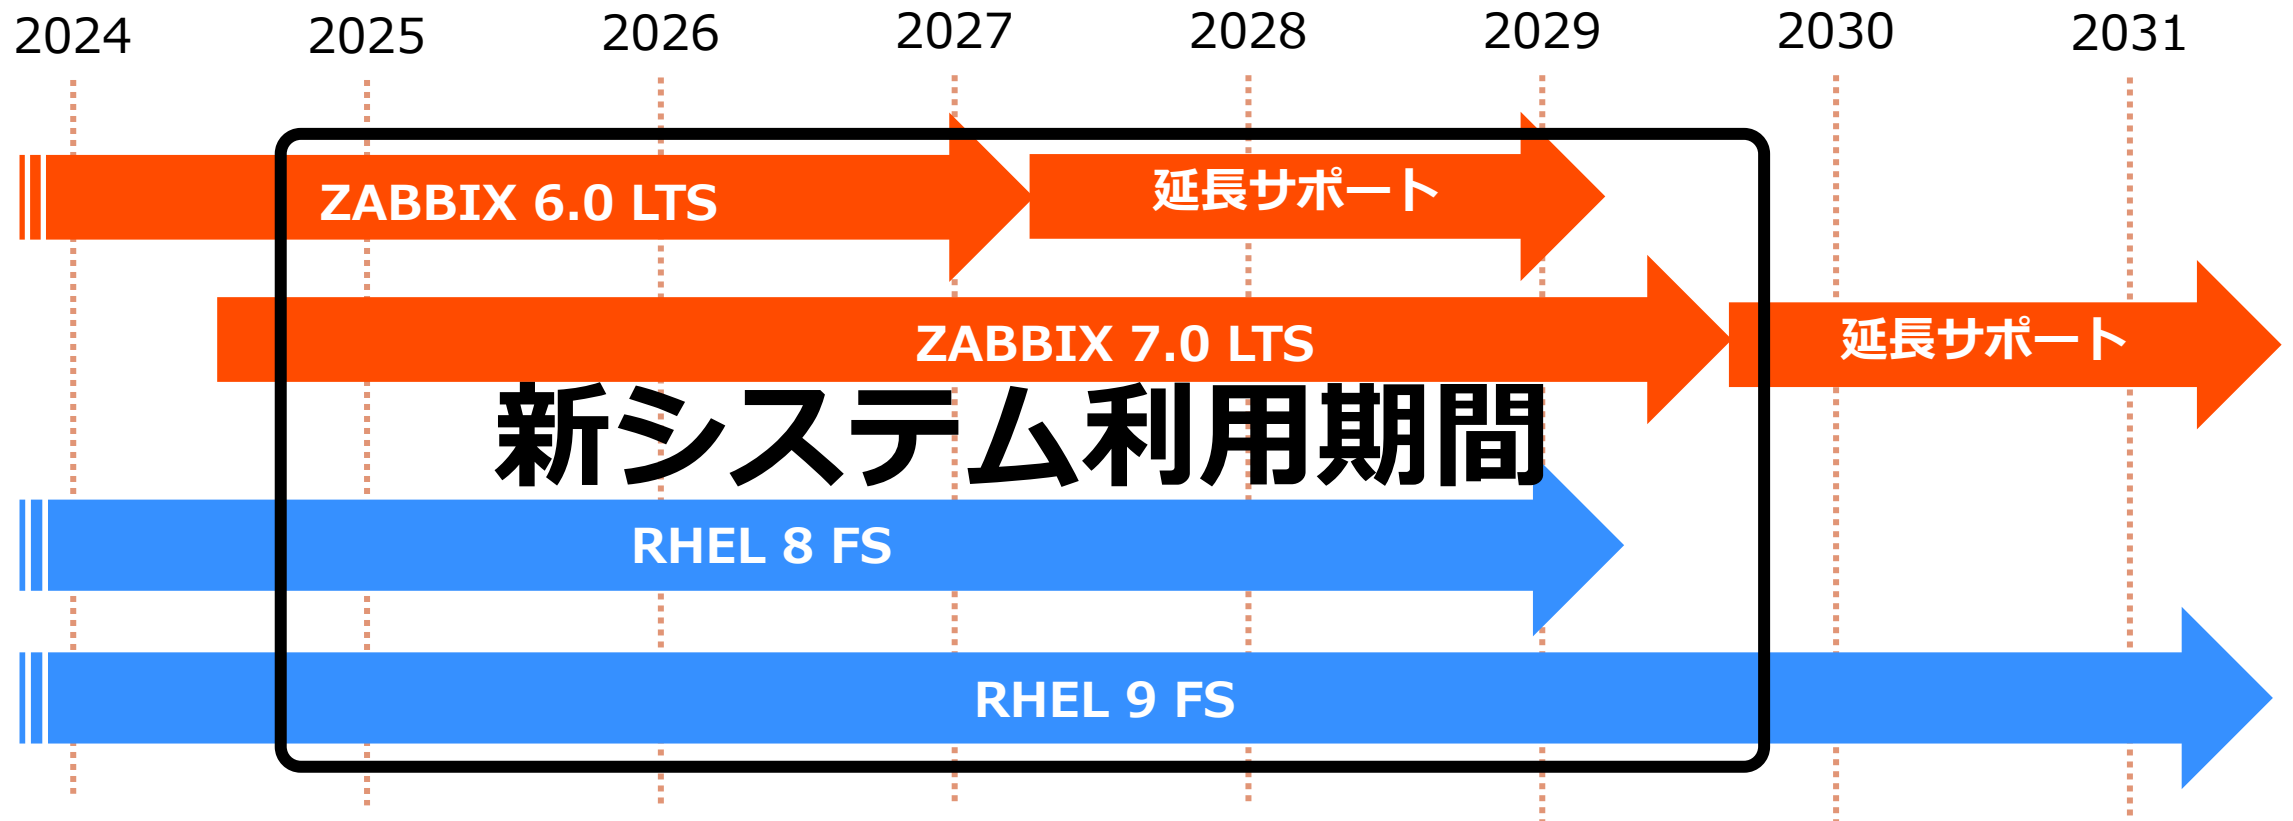 2024 2025 2026 2027 2028 2029 2030 2031
ZABBIX 6.0 LTS 延長サポート
ZABBIX 7.0 LTS 延長サポート
新システム利用期間
RHEL 8 FS
RHEL 9 FS